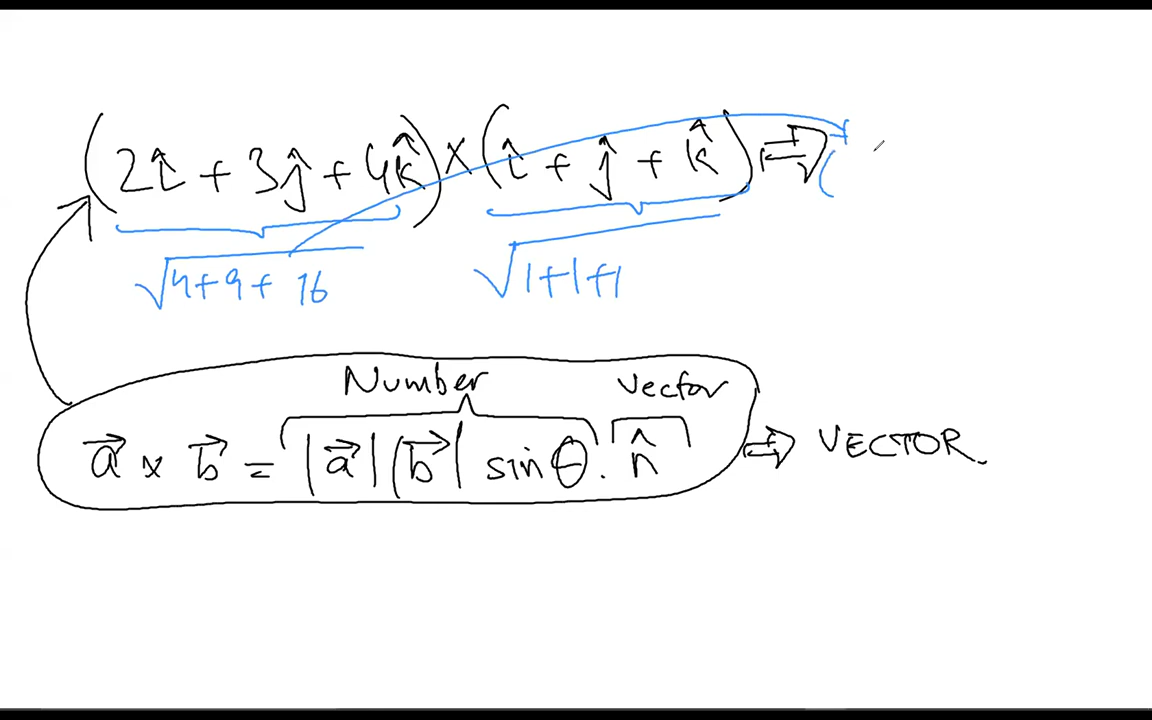 (2î + 3ĵ + 4k̂) × (î + ĵ + k̂) ⇒ (
√4+9+16 √1+1+1
Number vector
a⃗ × b⃗ = |a⃗| |b⃗| sinθ . n̂ ⇒ VECTOR.